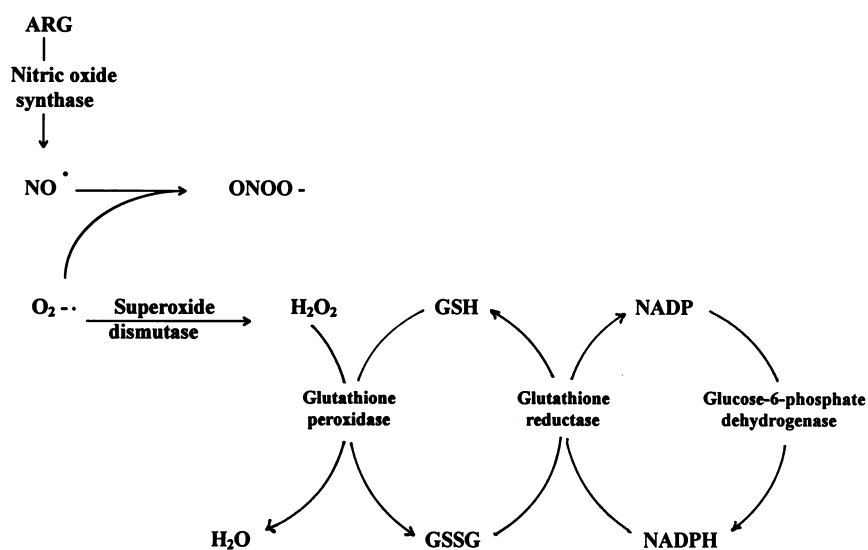 ARG
Nitric oxide
synthase
NO•
ONOO -
O₂ -·
Superoxide
dismutase
H₂O₂
GSH
NADP
Glutathione
peroxidase
Glutathione
reductase
Glucose-6-phosphate
dehydrogenase
H₂O
GSSG
NADPH